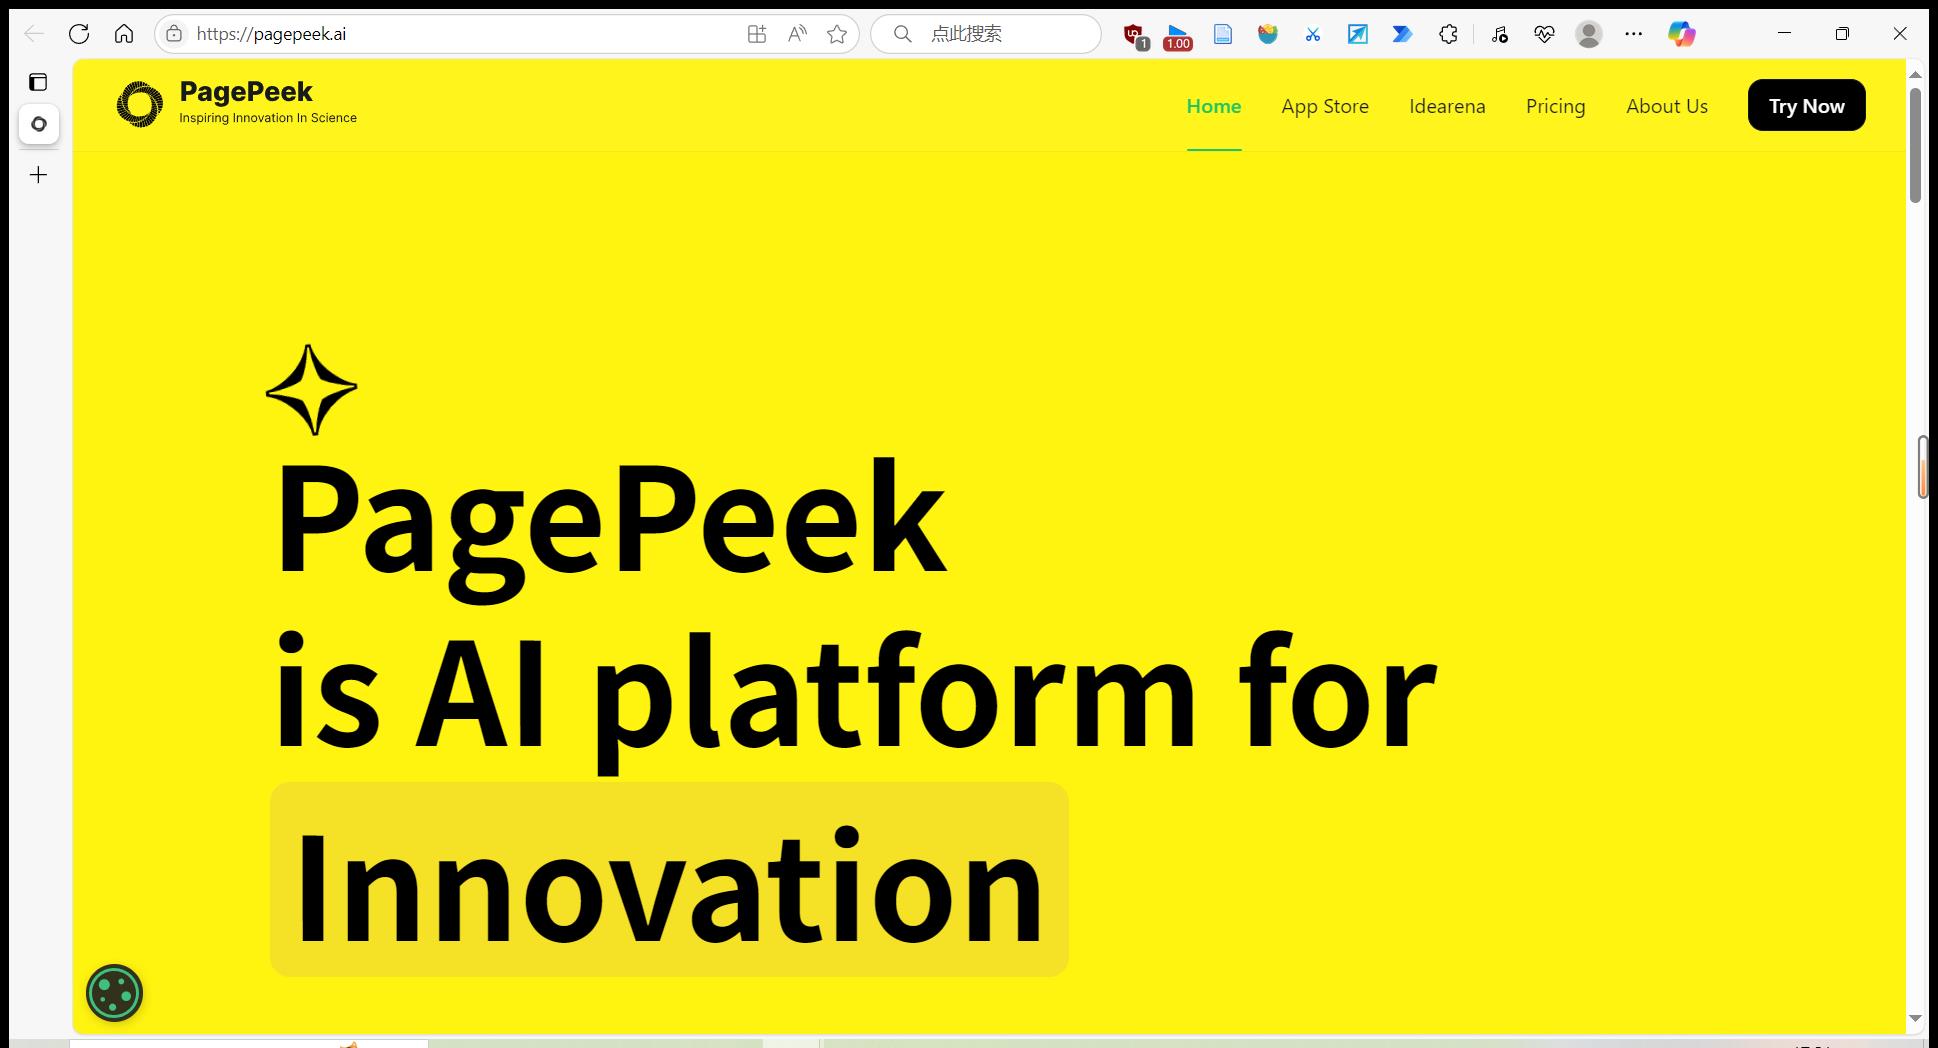 https://pagepeek.ai
点此搜索
1
1.00
PagePeek
Inspiring Innovation In Science
Home
App Store
Idearena
Pricing
About Us
Try Now
PagePeek
is AI platform for
Innovation